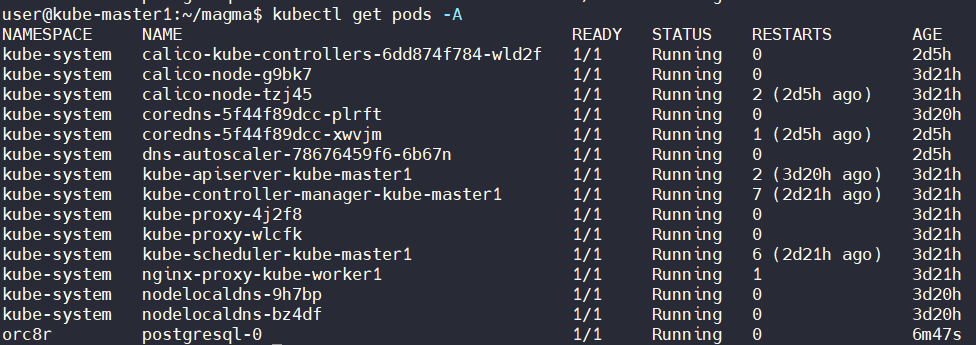 user@kube-master1:~/magma$ kubectl get pods -A
NAMESPACE NAME READY STATUS RESTARTS AGE
kube-system calico-kube-controllers-6dd874f784-wld2f 1/1 Running 0 2d5h
kube-system calico-node-g9bk7 1/1 Running 0 3d21h
kube-system calico-node-tzj45 1/1 Running 2 (2d5h ago) 3d21h
kube-system coredns-5f44f89dcc-plrft 1/1 Running 0 3d20h
kube-system coredns-5f44f89dcc-xwvjm 1/1 Running 1 (2d5h ago) 2d5h
kube-system dns-autoscaler-78676459f6-6b67n 1/1 Running 0 2d5h
kube-system kube-apiserver-kube-master1 1/1 Running 2 (3d20h ago) 3d21h
kube-system kube-controller-manager-kube-master1 1/1 Running 7 (2d21h ago) 3d21h
kube-system kube-proxy-4j2f8 1/1 Running 0 3d21h
kube-system kube-proxy-wlcfk 1/1 Running 0 3d21h
kube-system kube-scheduler-kube-master1 1/1 Running 6 (2d21h ago) 3d21h
kube-system nginx-proxy-kube-worker1 1/1 Running 1 3d21h
kube-system nodelocaldns-9h7bp 1/1 Running 0 3d20h
kube-system nodelocaldns-bz4df 1/1 Running 0 3d20h
orc8r postgresql-0 1/1 Running 0 6m47s